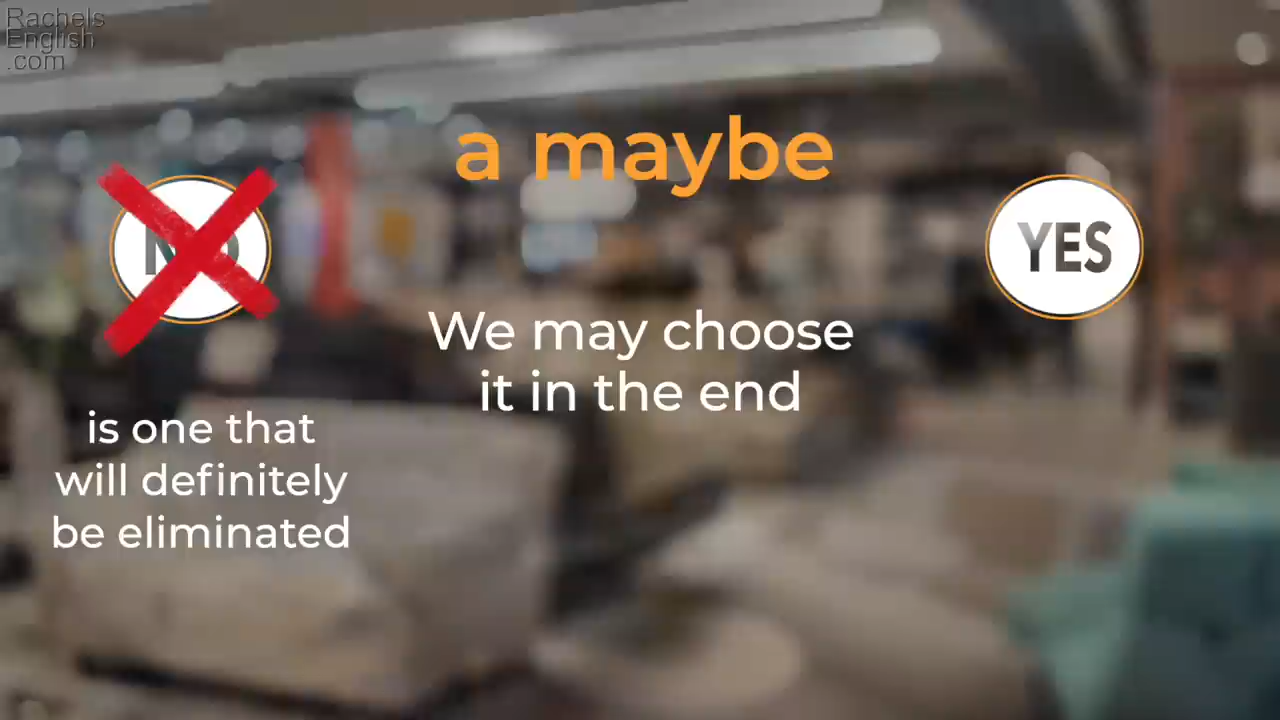 Rachels
English
.com
a maybe
NO
YES
We may choose
it in the end
is one that
will definitely
be eliminated